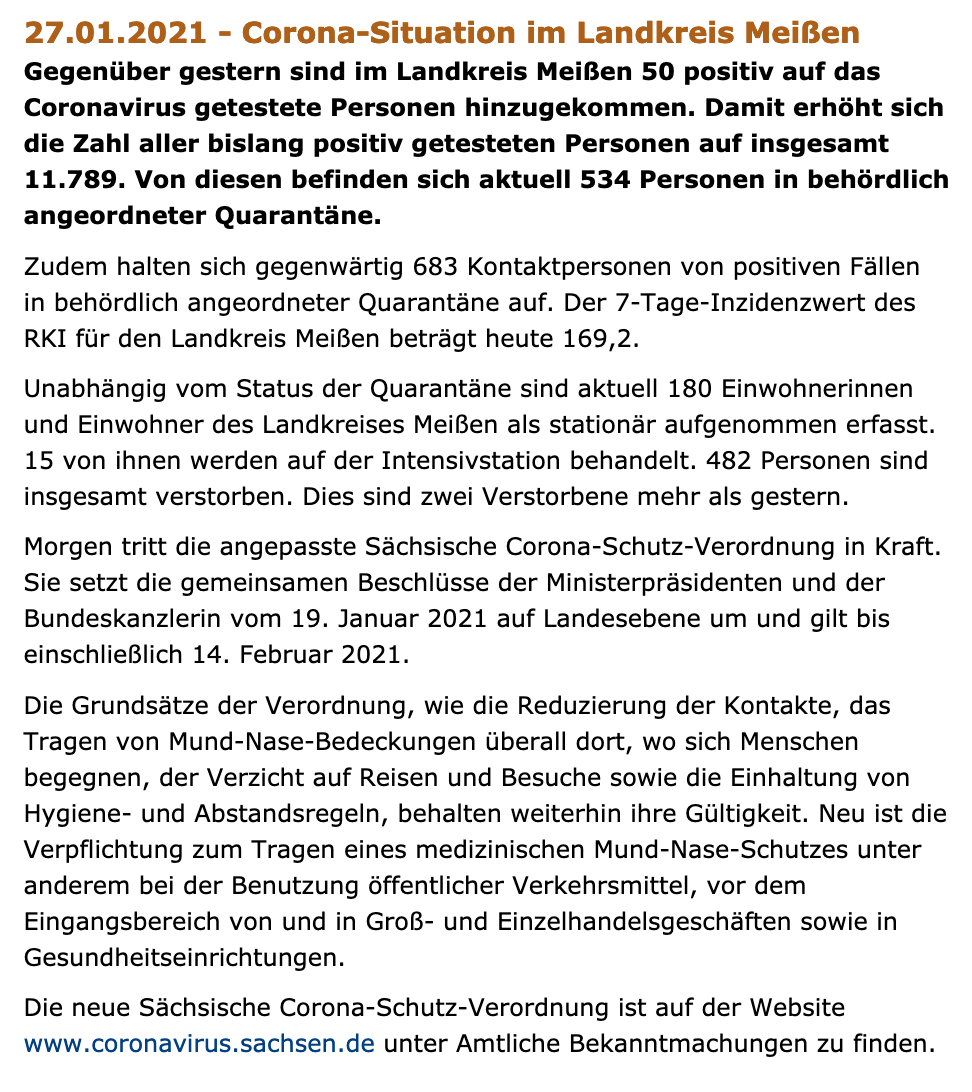 27.01.2021 - Corona-Situation im Landkreis Meißen
Gegenüber gestern sind im Landkreis Meißen 50 positiv auf das
Coronavirus getestete Personen hinzugekommen. Damit erhöht sich
die Zahl aller bislang positiv getesteten Personen auf insgesamt
11.789. Von diesen befinden sich aktuell 534 Personen in behördlich
angeordneter Quarantäne.
Zudem halten sich gegenwärtig 683 Kontaktpersonen von positiven Fällen
in behördlich angeordneter Quarantäne auf. Der 7-Tage-Inzidenzwert des
RKI für den Landkreis Meißen beträgt heute 169,2.
Unabhängig vom Status der Quarantäne sind aktuell 180 Einwohnerinnen
und Einwohner des Landkreises Meißen als stationär aufgenommen erfasst.
15 von ihnen werden auf der Intensivstation behandelt. 482 Personen sind
insgesamt verstorben. Dies sind zwei Verstorbene mehr als gestern.
Morgen tritt die angepasste Sächsische Corona-Schutz-Verordnung in Kraft.
Sie setzt die gemeinsamen Beschlüsse der Ministerpräsidenten und der
Bundeskanzlerin vom 19. Januar 2021 auf Landesebene um und gilt bis
einschließlich 14. Februar 2021.
Die Grundsätze der Verordnung, wie die Reduzierung der Kontakte, das
Tragen von Mund-Nase-Bedeckungen überall dort, wo sich Menschen
begegnen, der Verzicht auf Reisen und Besuche sowie die Einhaltung von
Hygiene- und Abstandsregeln, behalten weiterhin ihre Gültigkeit. Neu ist die
Verpflichtung zum Tragen eines medizinischen Mund-Nase-Schutzes unter
anderem bei der Benutzung öffentlicher Verkehrsmittel, vor dem
Eingangsbereich von und in Groß- und Einzelhandelsgeschäften sowie in
Gesundheitseinrichtungen.
Die neue Sächsische Corona-Schutz-Verordnung ist auf der Website
www.coronavirus.sachsen.de unter Amtliche Bekanntmachungen zu finden.